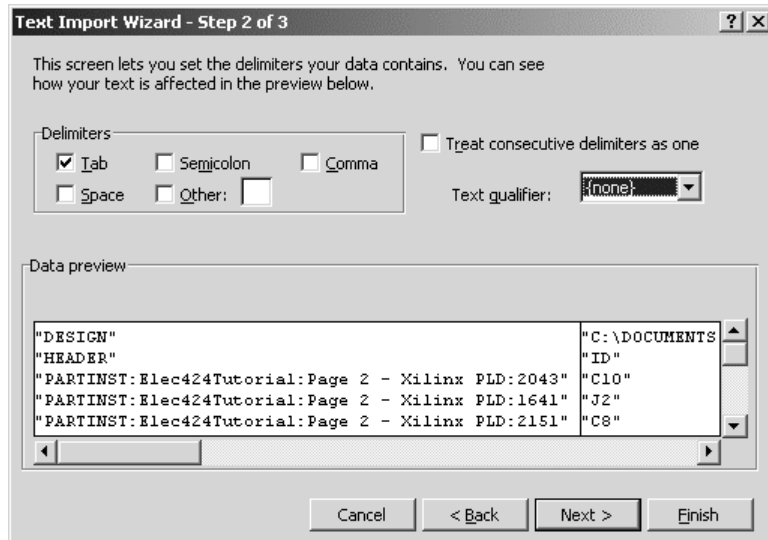 Text Import Wizard - Step 2 of 3
This screen lets you set the delimiters your data contains. You can see
how your text is affected in the preview below.
Delimiters
Tab Semicolon Comma
Space Other:
Treat consecutive delimiters as one
Text qualifier: {none}
Data preview
"DESIGN" "C:\DOCUMENTS
"HEADER" "ID"
"PARTINST:Elec424Tutorial:Page 2 - Xilinx PLD:2043" "C10"
"PARTINST:Elec424Tutorial:Page 2 - Xilinx PLD:1641" "J2"
"PARTINST:Elec424Tutorial:Page 2 - Xilinx PLD:2151" "C8"
Cancel < Back Next > Finish